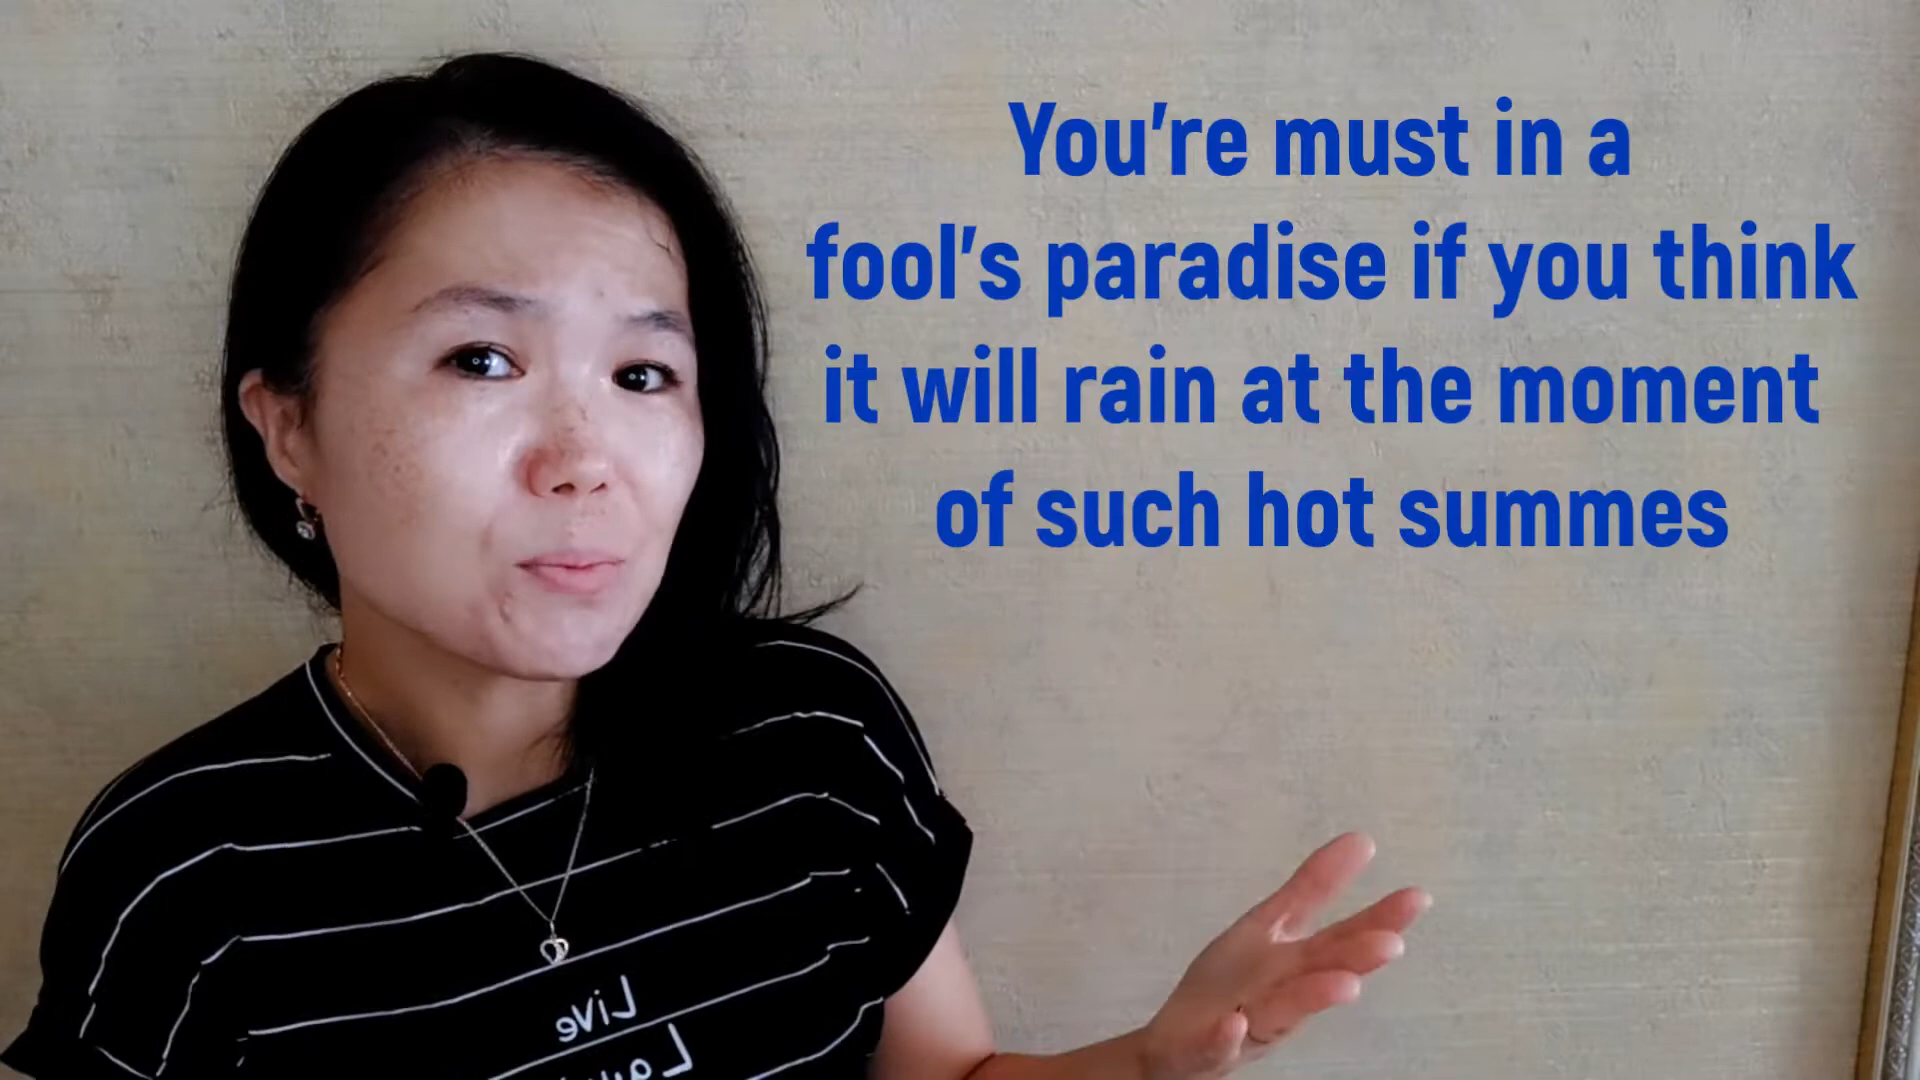 You're must in a
fool's paradise if you think
it will rain at the moment
of such hot summes
Live